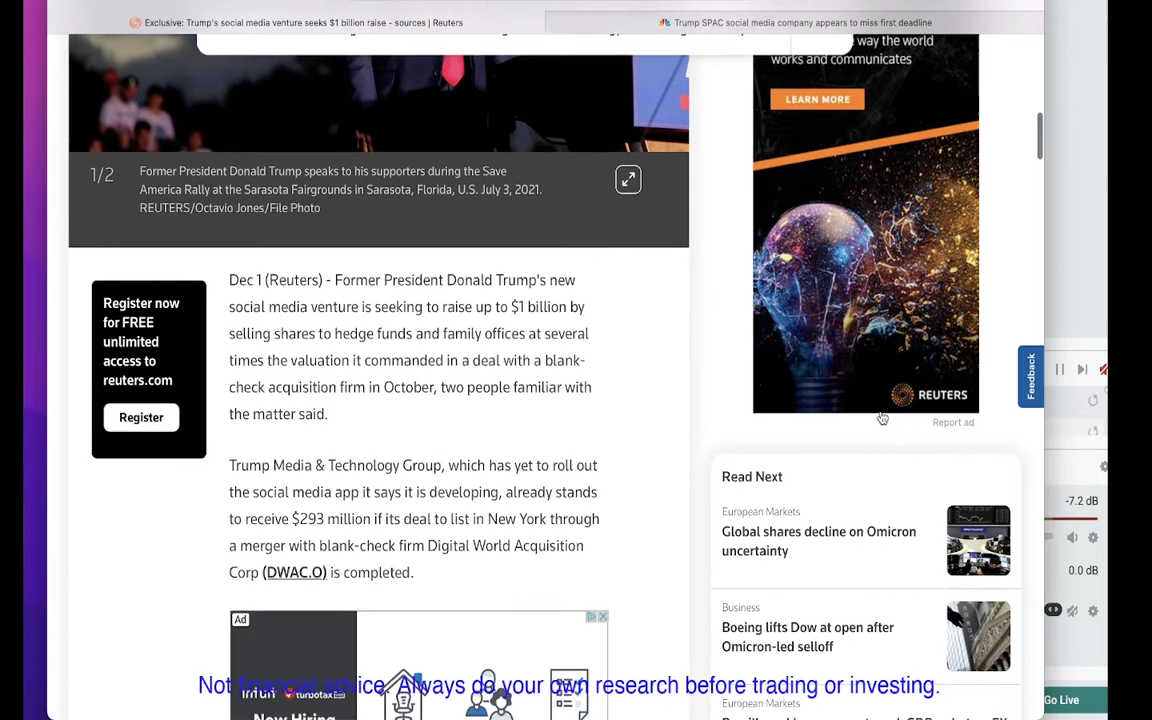 Exclusive: Trump's social media venture seeks $1 billion raise - sources | Reuters
Trump SPAC social media company appears to miss first deadline
way the world
works and communicates
LEARN MORE
1/2
Former President Donald Trump speaks to his supporters during the Save
America Rally at the Sarasota Fairgrounds in Sarasota, Florida, U.S. July 3, 2021.
REUTERS/Octavio Jones/File Photo
Register now
for FREE
unlimited
access to
reuters.com
Register
Dec 1 (Reuters) - Former President Donald Trump's new
social media venture is seeking to raise up to $1 billion by
selling shares to hedge funds and family offices at several
times the valuation it commanded in a deal with a blank-
check acquisition firm in October, two people familiar with
the matter said.
Trump Media & Technology Group, which has yet to roll out
the social media app it says it is developing, already stands
to receive $293 million if its deal to list in New York through
a merger with blank-check firm Digital World Acquisition
Corp (DWAC.O) is completed.
REUTERS
Report ad
Feedback
Read Next
European Markets
Global shares decline on Omicron
uncertainty
Business
Boeing lifts Dow at open after
Omicron-led selloff
European Markets
-7.2 dB
0.0 dB
Go Live
Ad
turbotax
Now Hiring
Not financial advice. Always do your own research before trading or investing.